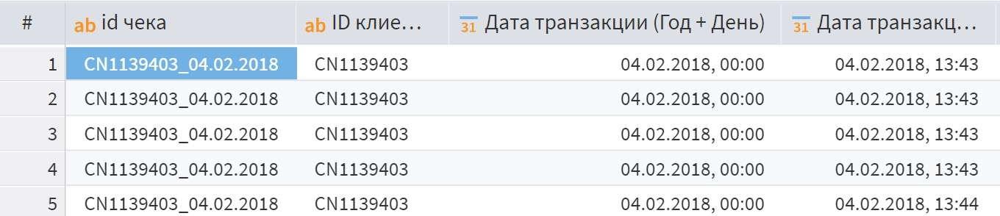 # ab id чека ab ID клие... 31 Дата транзакции (Год + День) 31 Дата транзакц...
1 CN1139403_04.02.2018 CN1139403 04.02.2018, 00:00 04.02.2018, 13:43
2 CN1139403_04.02.2018 CN1139403 04.02.2018, 00:00 04.02.2018, 13:43
3 CN1139403_04.02.2018 CN1139403 04.02.2018, 00:00 04.02.2018, 13:43
4 CN1139403_04.02.2018 CN1139403 04.02.2018, 00:00 04.02.2018, 13:43
5 CN1139403_04.02.2018 CN1139403 04.02.2018, 00:00 04.02.2018, 13:44